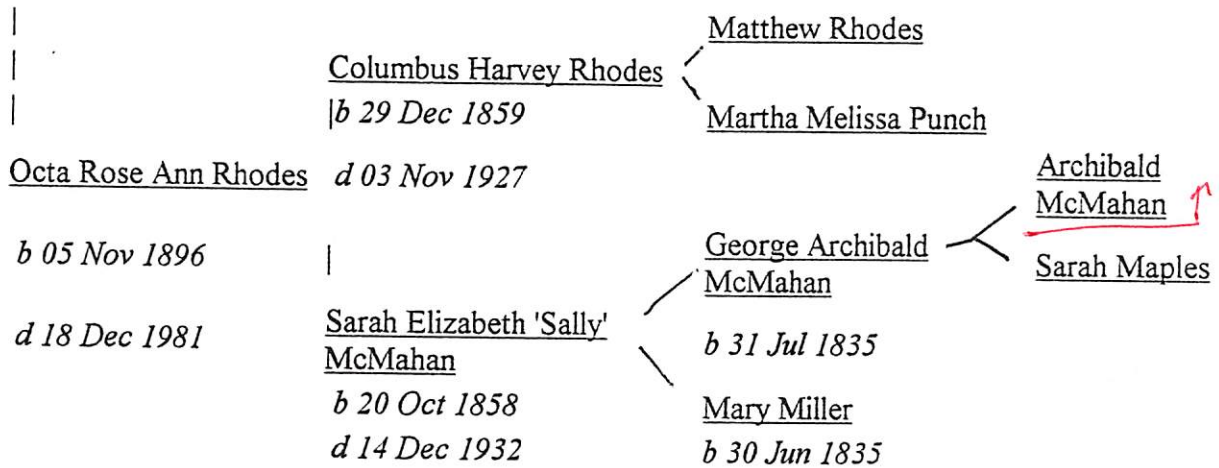 Matthew Rhodes
Columbus Harvey Rhodes
b 29 Dec 1859
Martha Melissa Punch
Octa Rose Ann Rhodes
d 03 Nov 1927
Archibald
McMahan
b 05 Nov 1896
George Archibald
McMahan
Sarah Maples
d 18 Dec 1981
Sarah Elizabeth 'Sally'
McMahan
b 31 Jul 1835
b 20 Oct 1858
Mary Miller
d 14 Dec 1932
b 30 Jun 1835